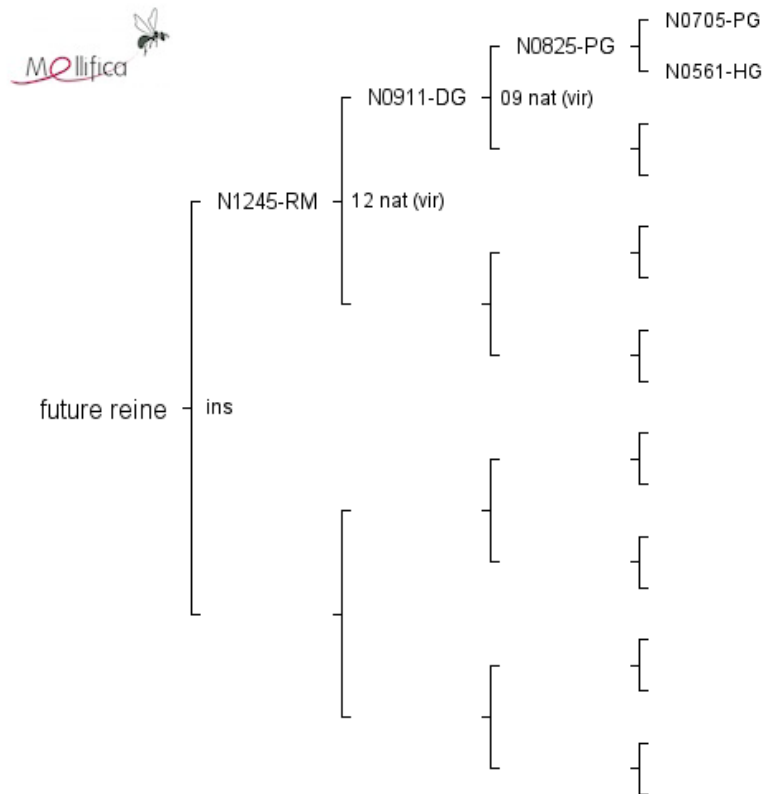 Mellifica
N0705-PG
N0825-PG
N0561-HG
N0911-DG
09 nat (vir)
N1245-RM
12 nat (vir)
future reine
ins